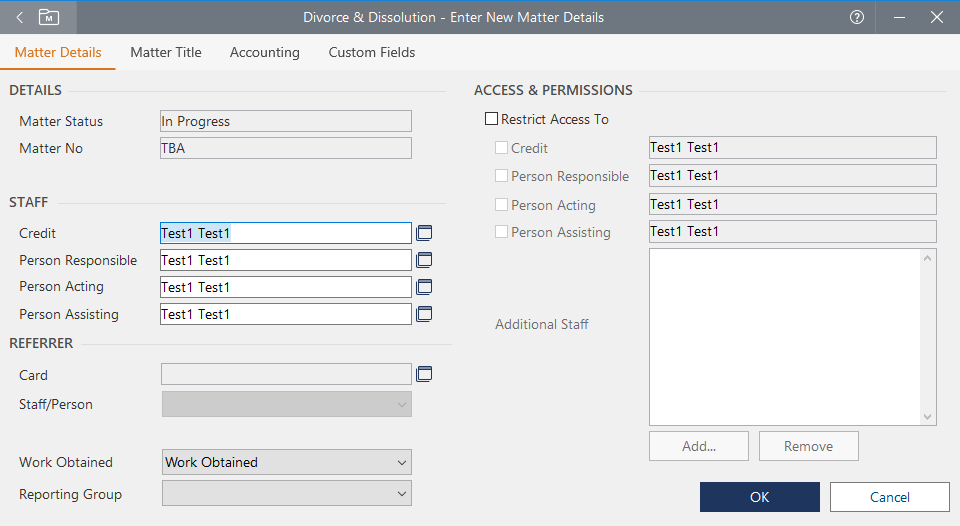 M
Divorce & Dissolution - Enter New Matter Details
?
Matter Details
Matter Title
Accounting
Custom Fields
DETAILS
Matter Status
In Progress
Matter No
TBA
STAFF
Credit
Test1 Test1
Person Responsible
Test1 Test1
Person Acting
Test1 Test1
Person Assisting
Test1 Test1
REFERRER
Card
Staff/Person
Work Obtained
Work Obtained
Reporting Group
ACCESS & PERMISSIONS
Restrict Access To
Credit
Test1 Test1
Person Responsible
Test1 Test1
Person Acting
Test1 Test1
Person Assisting
Test1 Test1
Additional Staff
Add...
Remove
OK
Cancel